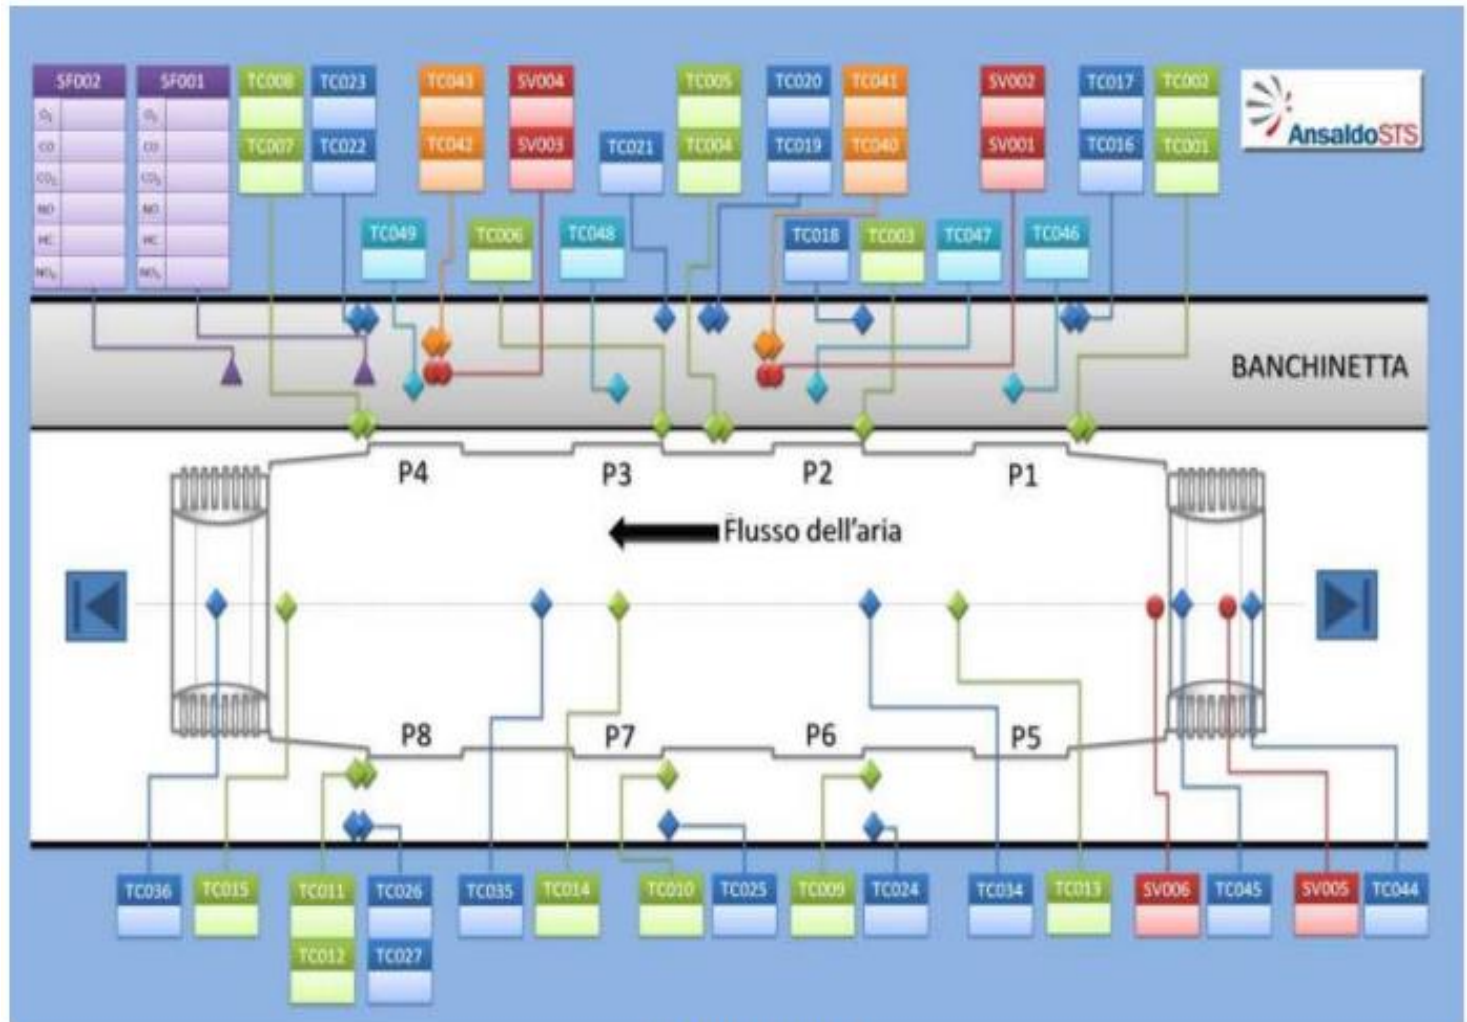 SF002 SF001 TC008 TC023 TC043 SV004 TC005 TC020 TC041 SV002 TC017 TC002
O₂ O₂
CO CO
CO₂ CO₂
NO NO
HC HC
NOₓ NOₓ
TC007 TC022 TC042 SV003 TC021 TC004 TC019 TC040 SV001 TC016 TC001
AnsaldoSTS
TC049 TC006 TC048 TC018 TC003 TC047 TC046
BANCHINETTA
P4 P3 P2 P1
Flusso dell'aria
P8 P7 P6 P5
TC036 TC015 TC011 TC026 TC035 TC014 TC010 TC025 TC009 TC024 TC034 TC013 SV006 TC045 SV005 TC044
TC012 TC027